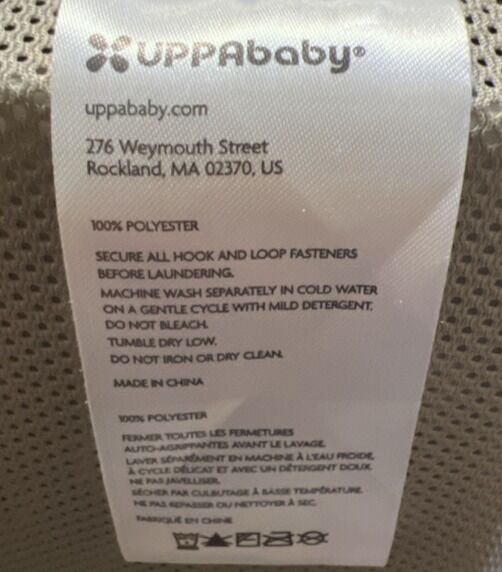 UPPAbaby®
uppababy.com
276 Weymouth Street
Rockland, MA 02370, US
100% POLYESTER
SECURE ALL HOOK AND LOOP FASTENERS
BEFORE LAUNDERING.
MACHINE WASH SEPARATELY IN COLD WATER
ON A GENTLE CYCLE WITH MILD DETERGENT.
DO NOT BLEACH.
TUMBLE DRY LOW.
DO NOT IRON OR DRY CLEAN.
MADE IN CHINA
100% POLYESTER
FERMER TOUTES LES FERMETURES
AUTO-AGRIPPANTES AVANT LE LAVAGE.
LAVER SÉPARÉMENT EN MACHINE À L'EAU FROIDE,
À CYCLE DÉLICAT ET AVEC UN DÉTERGENT DOUX.
NE PAS JAVELLISER.
SÉCHER PAR CULBUTAGE À BASSE TEMPÉRATURE.
NE PAS REPASSER OU NETTOYER À SEC.
FABRIQUÉ EN CHINE